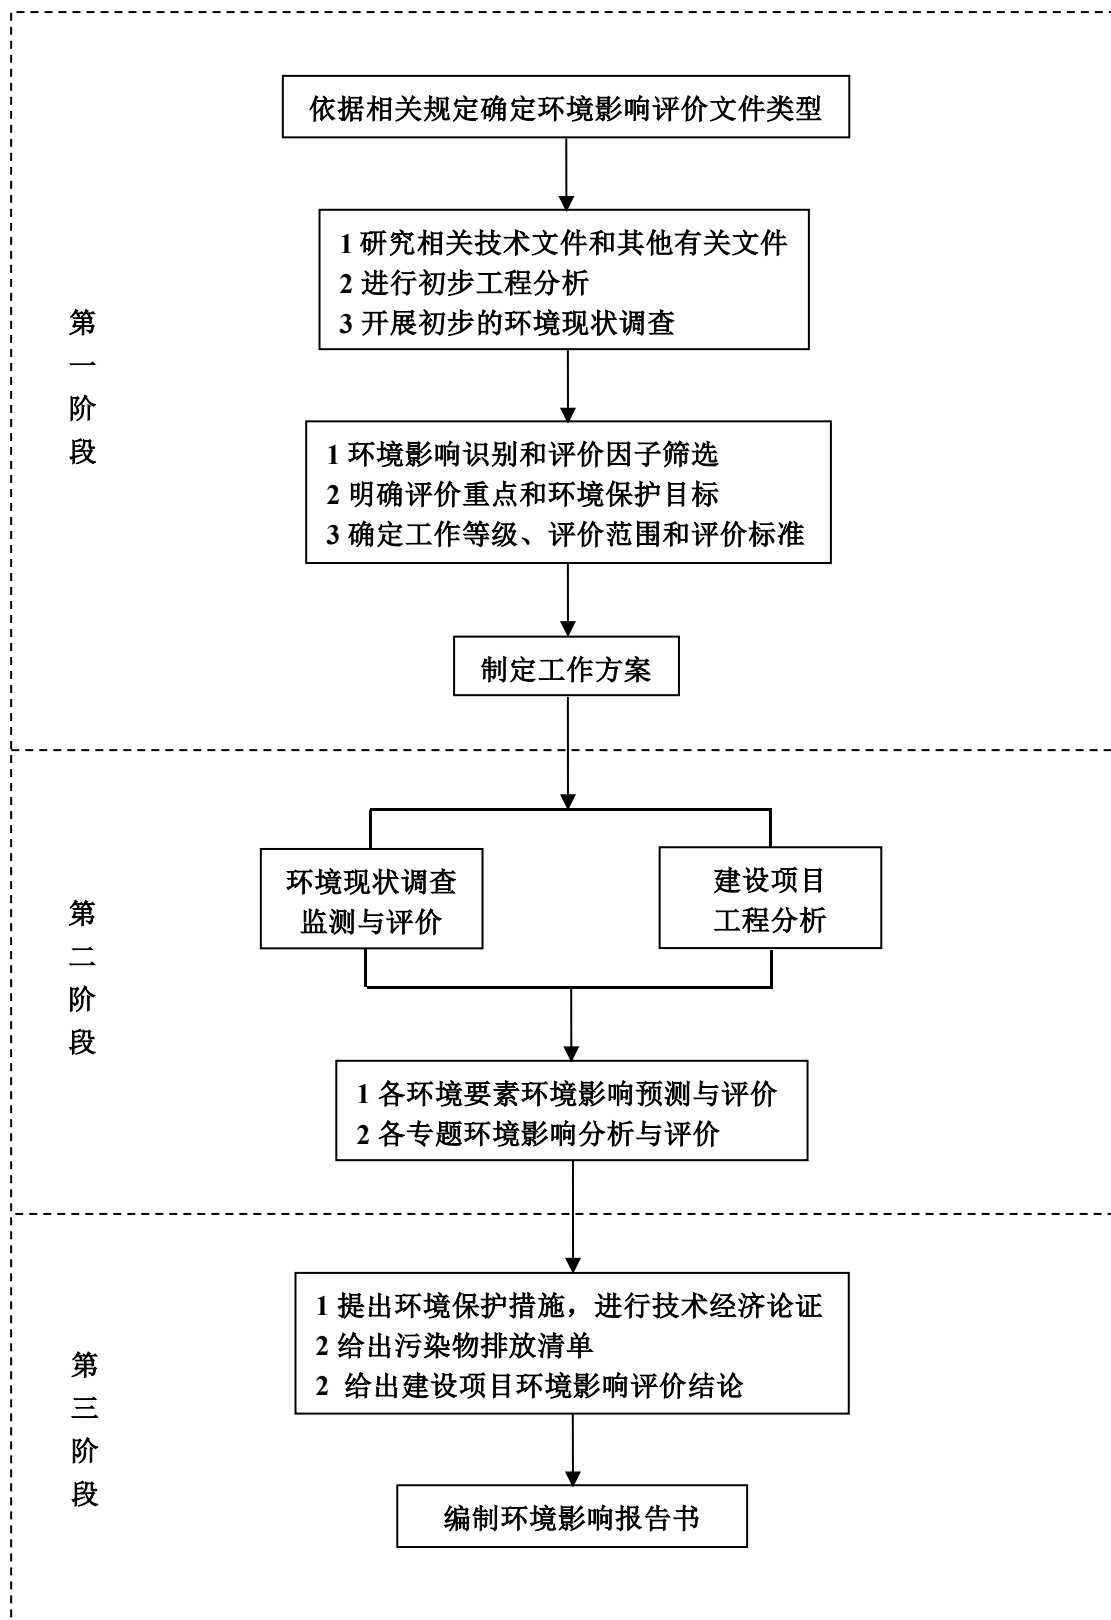 依据相关规定确定环境影响评价文件类型
1 研究相关技术文件和其他有关文件
2 进行初步工程分析
3 开展初步的环境现状调查
第
一
阶
段
1 环境影响识别和评价因子筛选
2 明确评价重点和环境保护目标
3 确定工作等级、评价范围和评价标准
制定工作方案
环境现状调查
监测与评价
建设项目
工程分析
第
二
阶
段
1 各环境要素环境影响预测与评价
2 各专题环境影响分析与评价
1 提出环境保护措施，进行技术经济论证
2 给出污染物排放清单
2 给出建设项目环境影响评价结论
第
三
阶
段
编制环境影响报告书